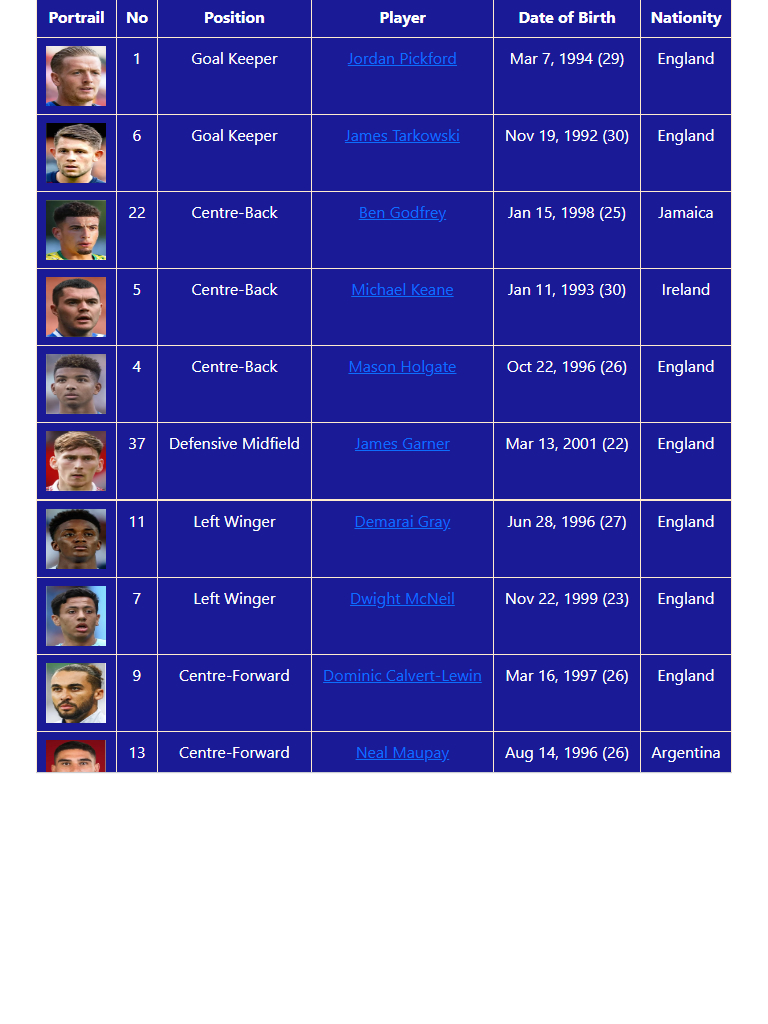 Portrail No Position Player Date of Birth Nationity
1 Goal Keeper Jordan Pickford Mar 7, 1994 (29) England
6 Goal Keeper James Tarkowski Nov 19, 1992 (30) England
22 Centre-Back Ben Godfrey Jan 15, 1998 (25) Jamaica
5 Centre-Back Michael Keane Jan 11, 1993 (30) Ireland
4 Centre-Back Mason Holgate Oct 22, 1996 (26) England
37 Defensive Midfield James Garner Mar 13, 2001 (22) England
11 Left Winger Demarai Gray Jun 28, 1996 (27) England
7 Left Winger Dwight McNeil Nov 22, 1999 (23) England
9 Centre-Forward Dominic Calvert-Lewin Mar 16, 1997 (26) England
13 Centre-Forward Neal Maupay Aug 14, 1996 (26) Argentina